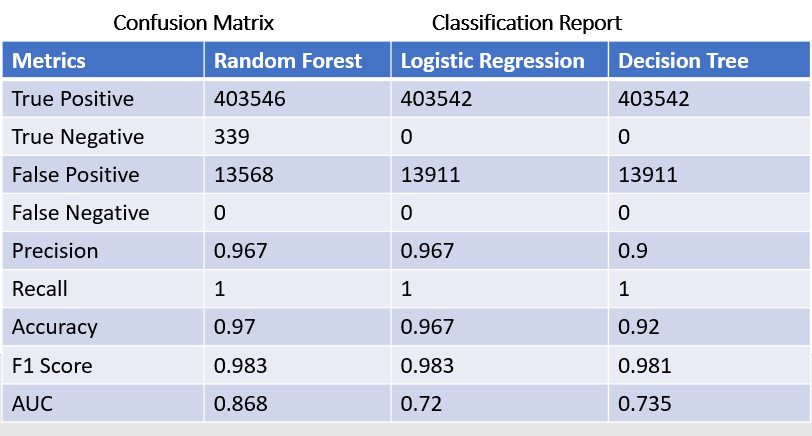 Confusion Matrix Classification Report
Metrics Random Forest Logistic Regression Decision Tree
True Positive 403546 403542 403542
True Negative 339 0 0
False Positive 13568 13911 13911
False Negative 0 0 0
Precision 0.967 0.967 0.9
Recall 1 1 1
Accuracy 0.97 0.967 0.92
F1 Score 0.983 0.983 0.981
AUC 0.868 0.72 0.735